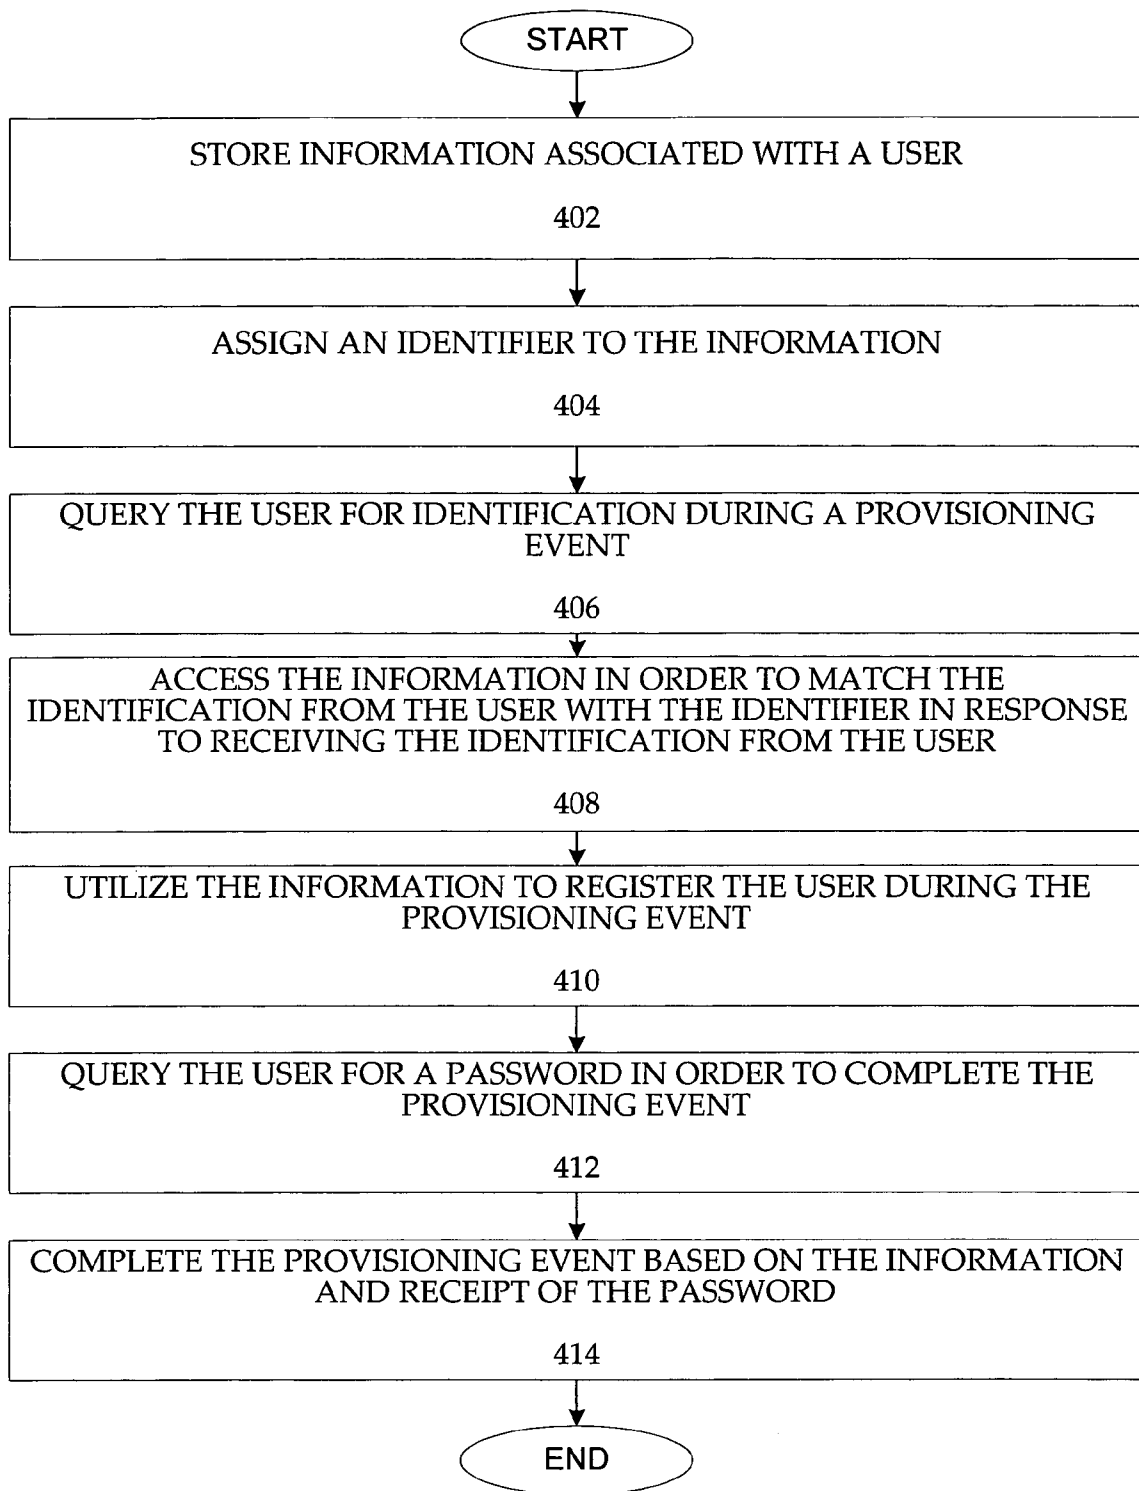 START
STORE INFORMATION ASSOCIATED WITH A USER
402
ASSIGN AN IDENTIFIER TO THE INFORMATION
404
QUERY THE USER FOR IDENTIFICATION DURING A PROVISIONING
EVENT
406
ACCESS THE INFORMATION IN ORDER TO MATCH THE
IDENTIFICATION FROM THE USER WITH THE IDENTIFIER IN RESPONSE
TO RECEIVING THE IDENTIFICATION FROM THE USER
408
UTILIZE THE INFORMATION TO REGISTER THE USER DURING THE
PROVISIONING EVENT
410
QUERY THE USER FOR A PASSWORD IN ORDER TO COMPLETE THE
PROVISIONING EVENT
412
COMPLETE THE PROVISIONING EVENT BASED ON THE INFORMATION
AND RECEIPT OF THE PASSWORD
414
END